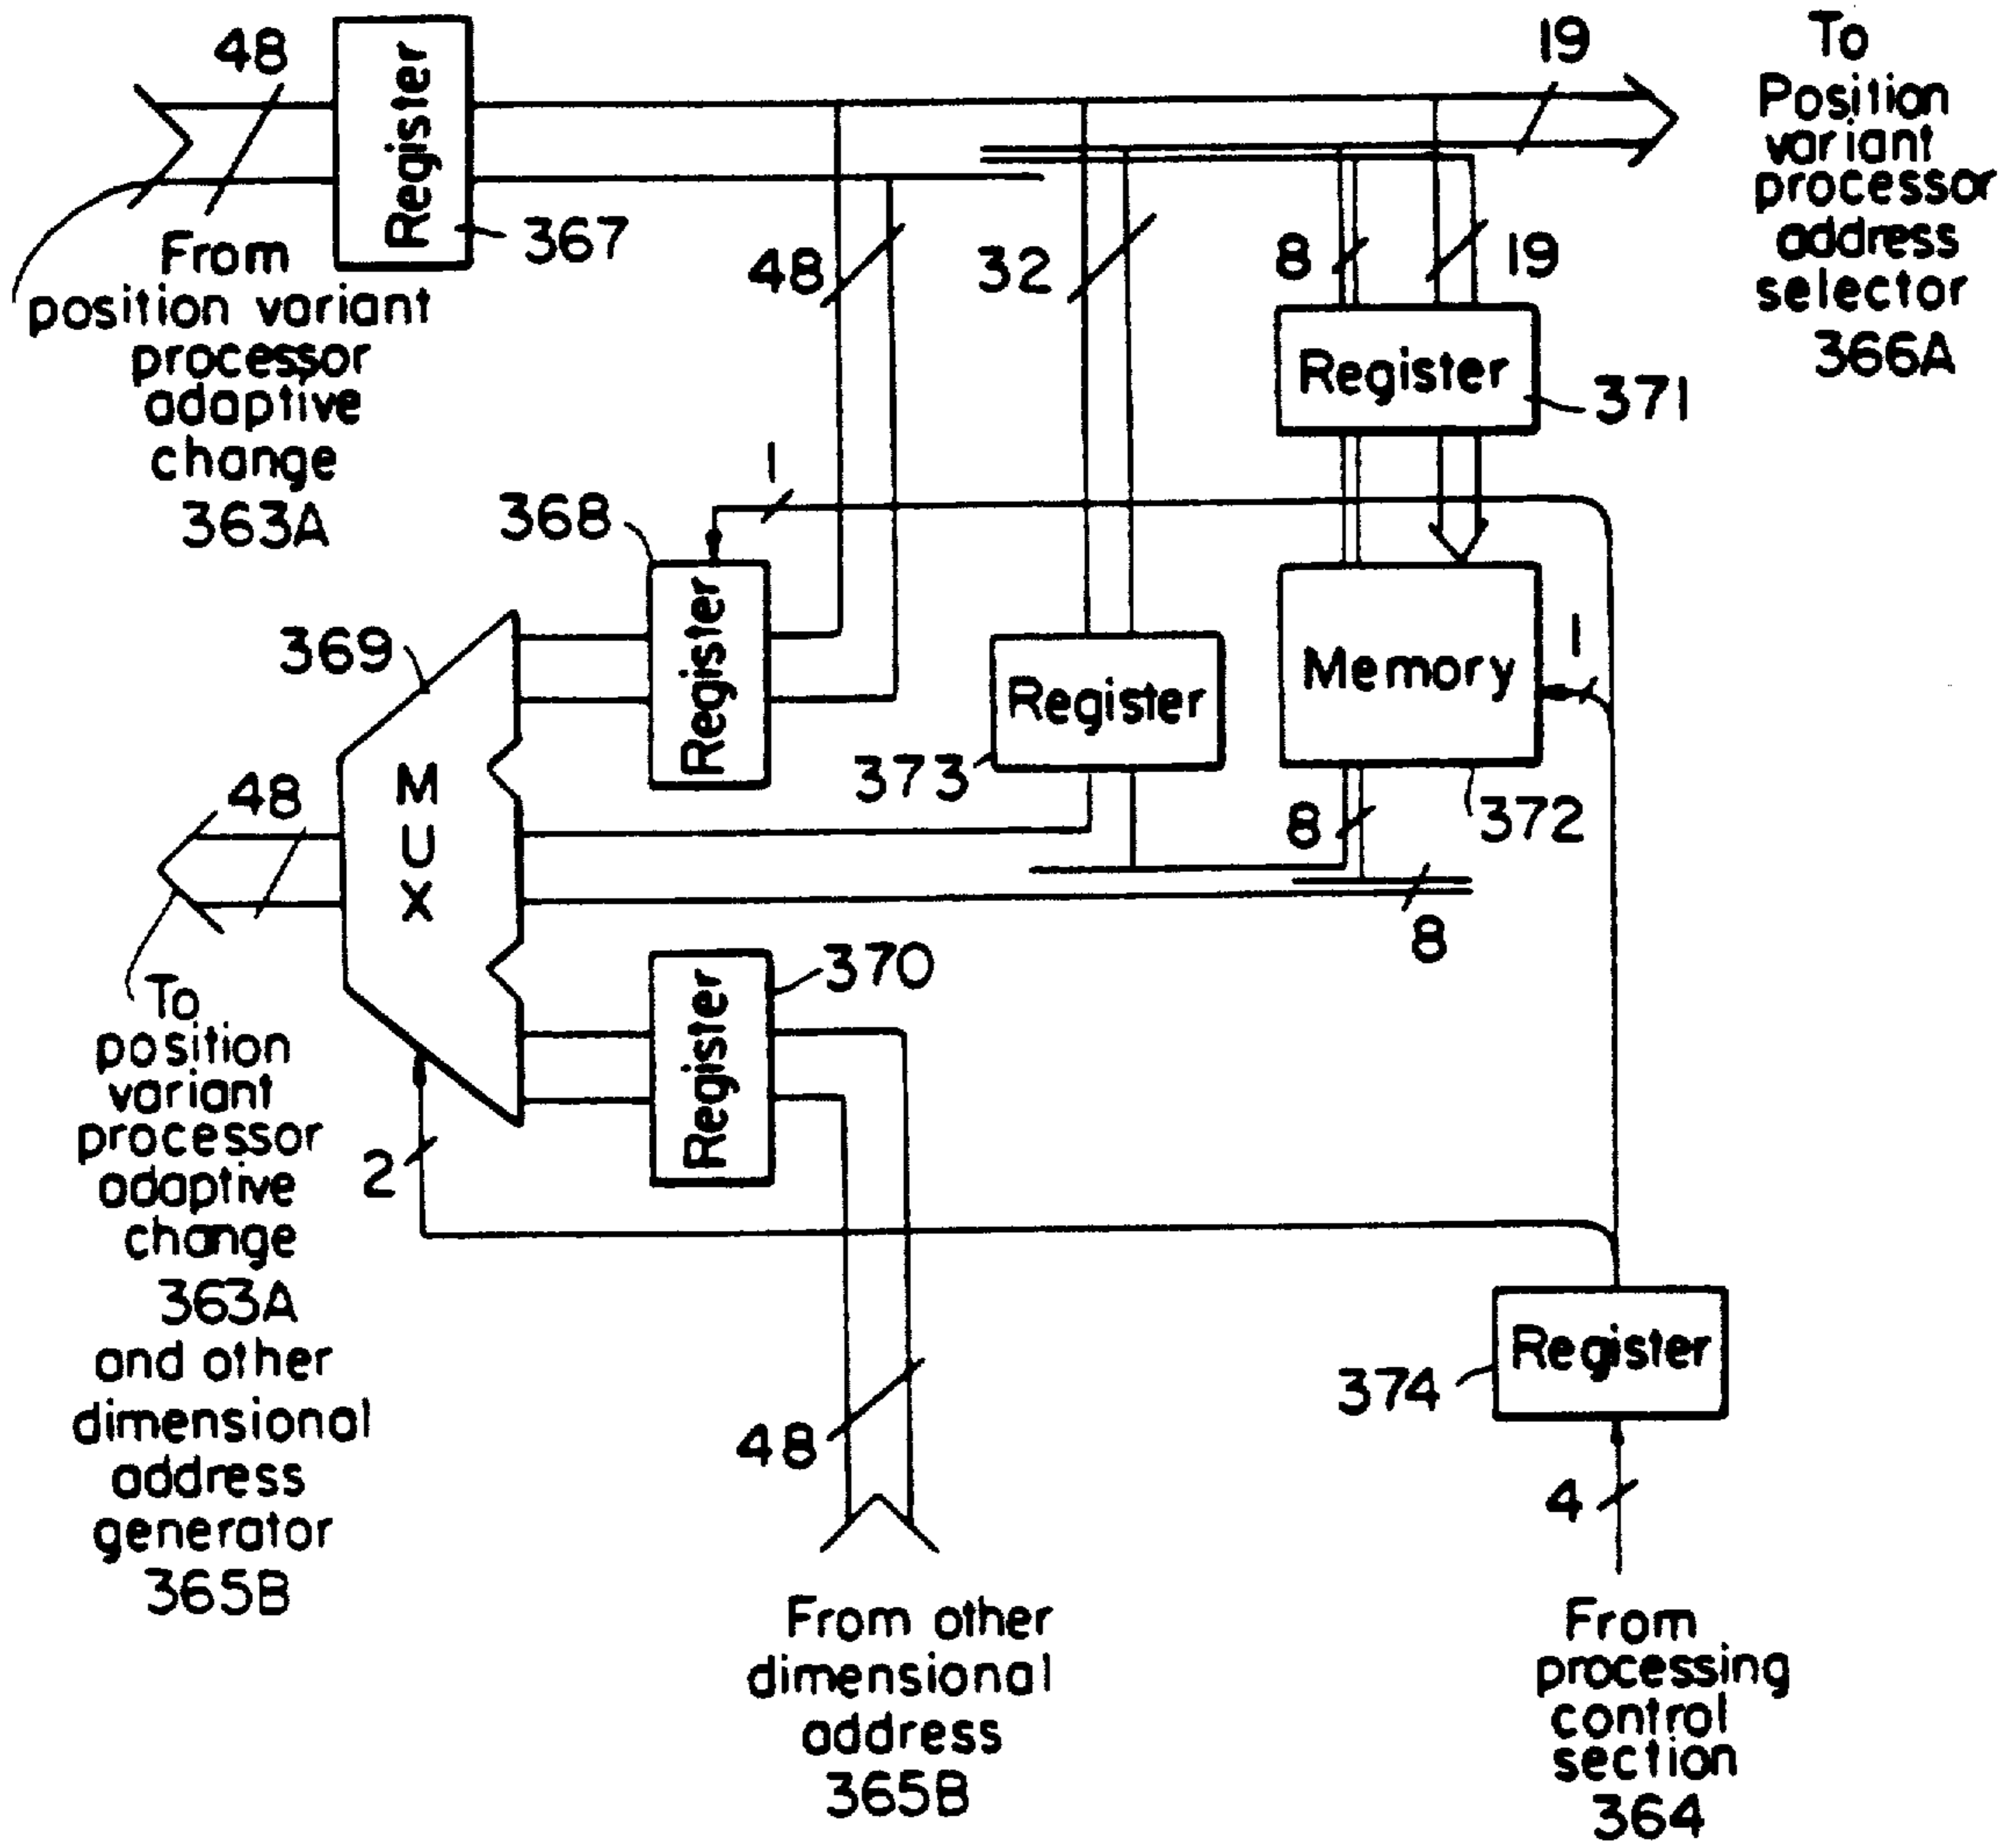 48
Register
367
19
To
Position
variant
processor
address
selector
366A
From
position variant
processor
adaptive
change
363A
48
32
8
19
Register
371
1
368
Register
369
MUX
Register
373
Memory
1
372
8
8
48
370
Register
2
To
position
variant
processor
adaptive
change
363A
and other
dimensional
address
generator
365B
48
From other
dimensional
address
365B
Register
374
4
From
processing
control
section
364